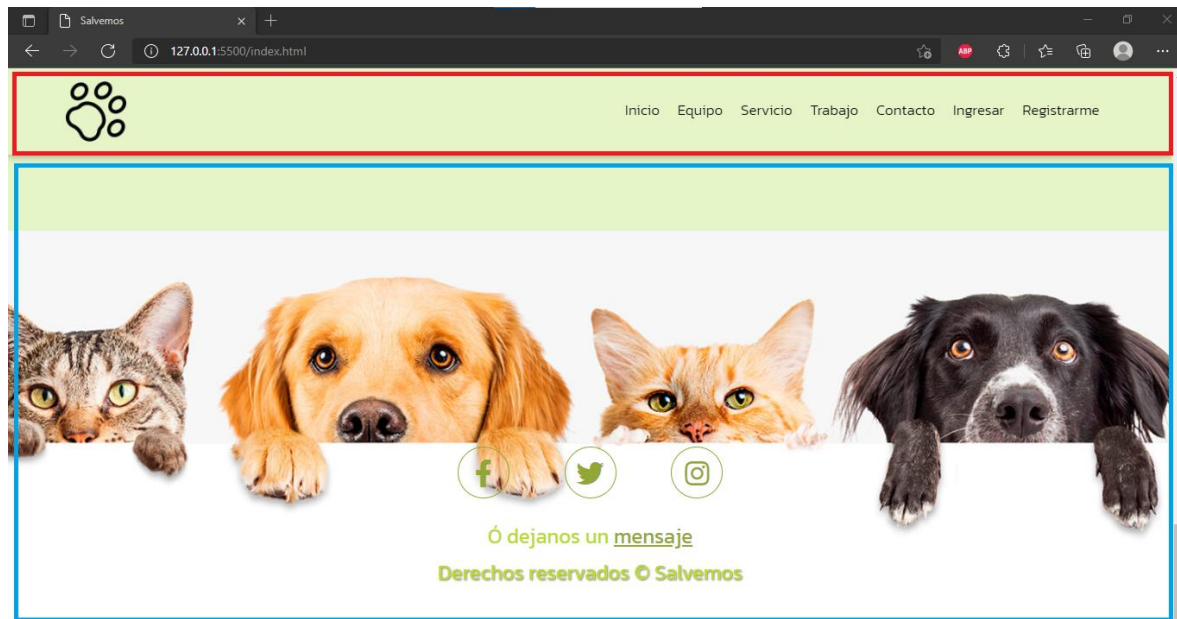 Salvemos
127.0.0.1:5500/index.html
ABP
Inicio Equipo Servicio Trabajo Contacto Ingresar Registrarme
Ó dejanos un mensaje
Derechos reservados © Salvemos